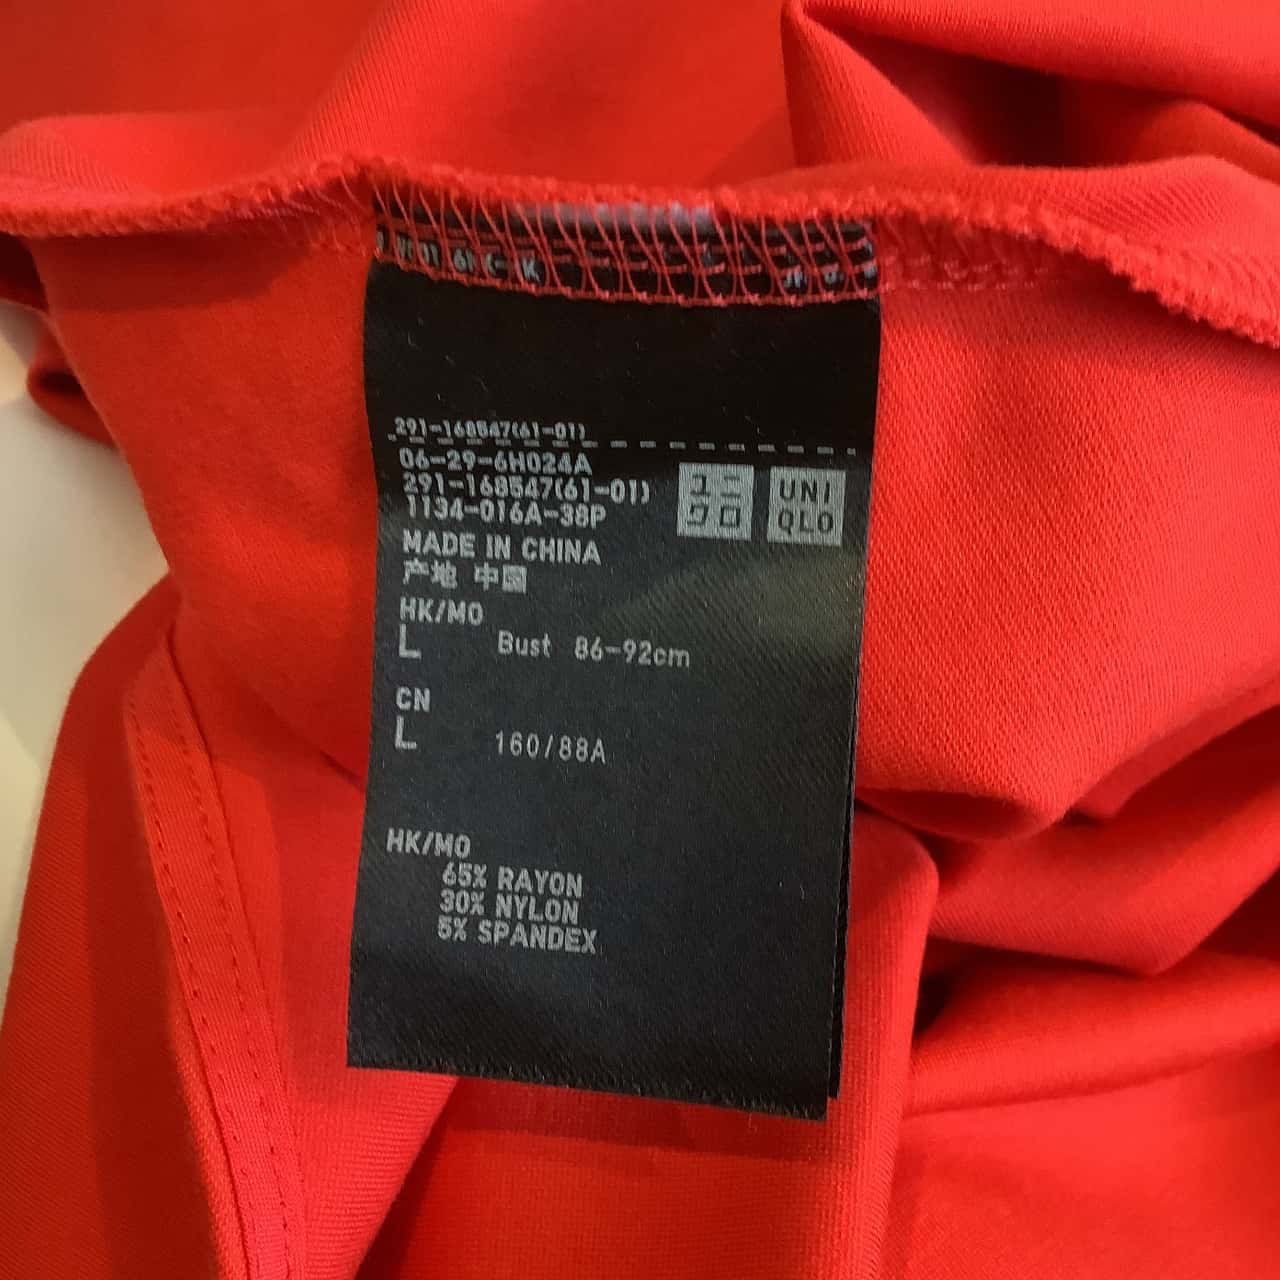 291-168547(61-01)
06-29-6H024A
291-168547(61-01)
1134-016A-38P
ユニ
クロ
UNI
QLO
MADE IN CHINA
产地 中国
HK/MO
L Bust 86-92cm
CN
L 160/88A
HK/MO
65% RAYON
30% NYLON
5% SPANDEX